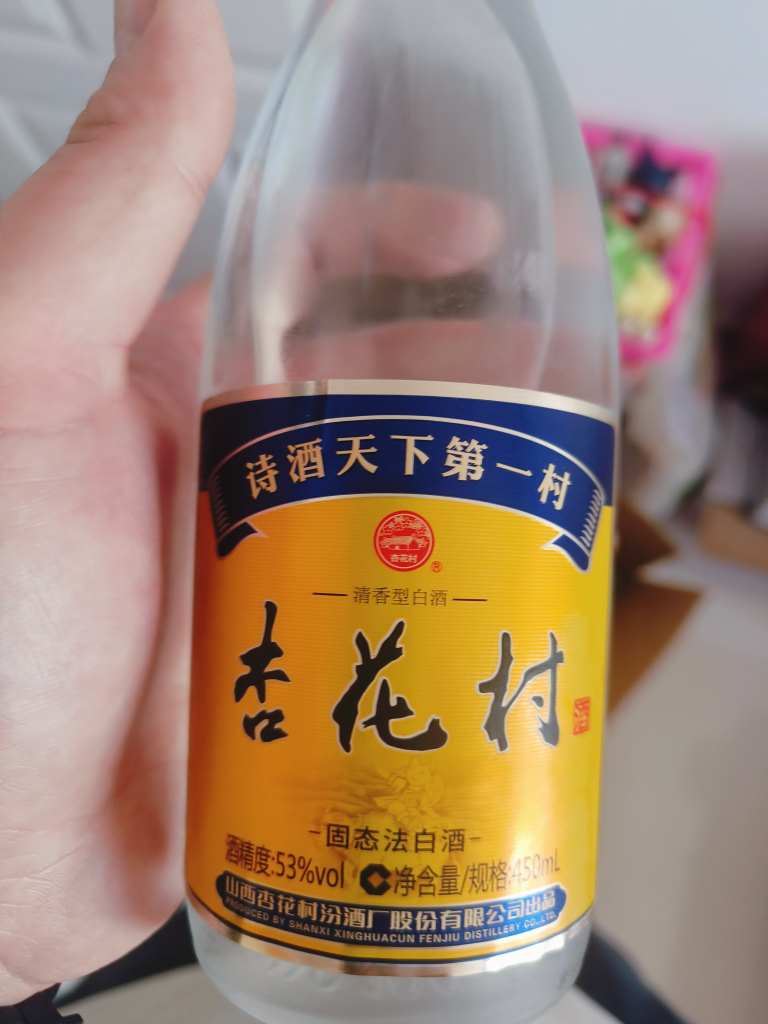 诗酒天下第一村
杏花村
®
清香型白酒
杏花村
酒
固态法白酒
酒精度:53%vol 净含量/规格:450mL
山西杏花村汾酒厂股份有限公司出品
PRODUCED BY SHANXI XINGHUACUN FENJIU DISTILLERY CO.,LTD.